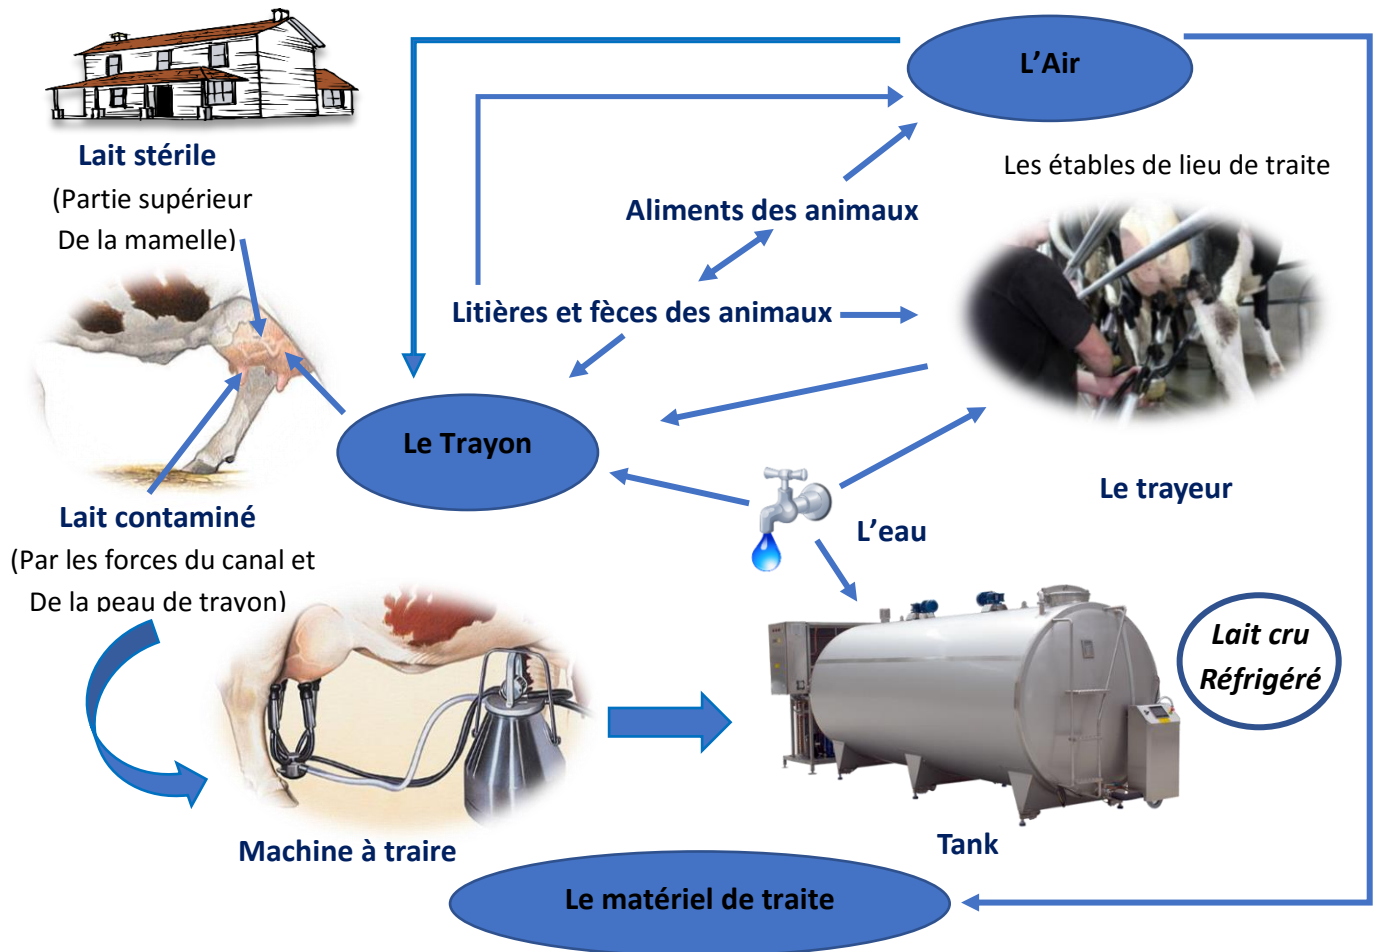 L'Air
Lait stérile
(Partie supérieur
De la mamelle)
Les étables de lieu de traite
Aliments des animaux
Litières et fèces des animaux
Le Trayon
Le trayeur
Lait contaminé
L'eau
(Par les forces du canal et
De la peau de trayon)
Lait cru
Réfrigéré
Machine à traire
Tank
Le matériel de traite